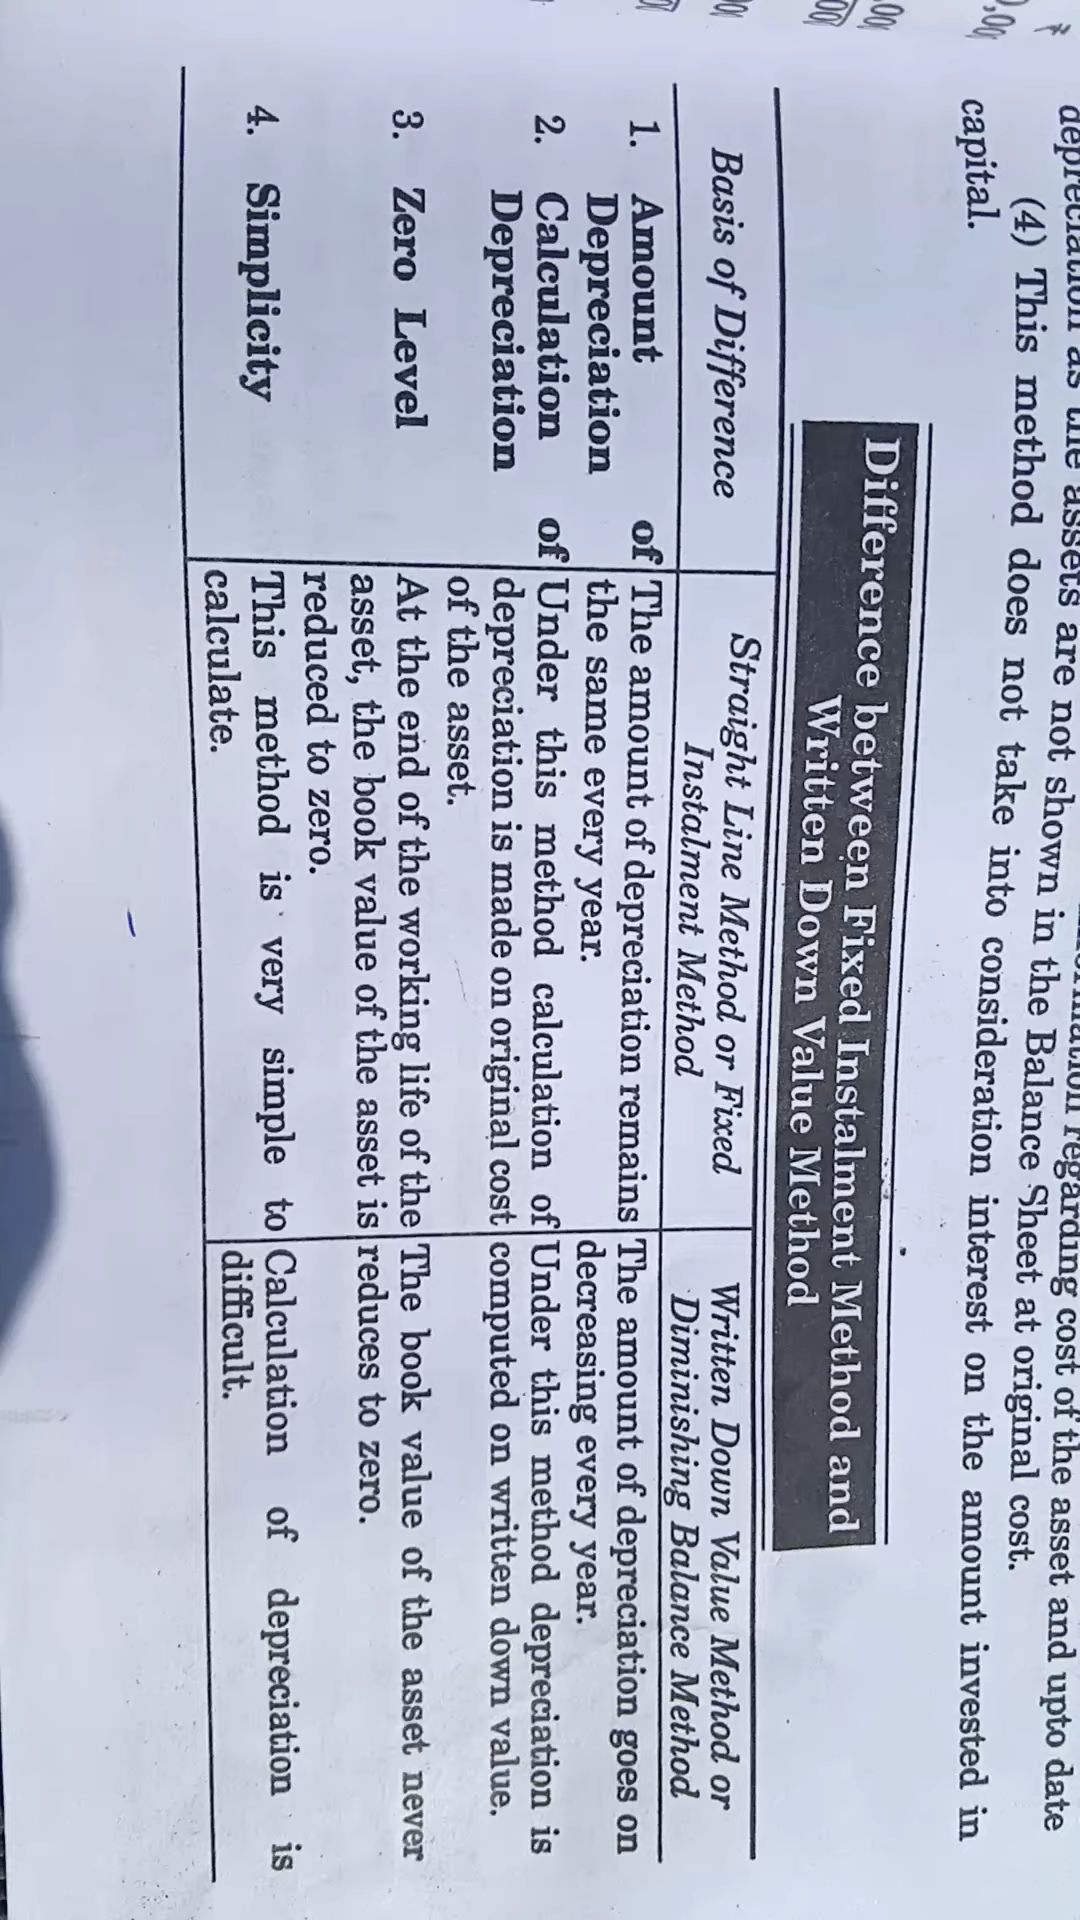 depreciation as the assets are not shown in the Balance Sheet at original cost.
regarding cost of the asset and upto date
(4) This method does not take into consideration interest on the amount invested in
capital.
Difference between Fixed Instalment Method and
Written Down Value Method
Basis of Difference
Straight Line Method or Fixed
Instalment Method
Written Down Value Method or
Diminishing Balance Method
1. Amount of
Depreciation
The amount of depreciation remains
the same every year.
The amount of depreciation goes on
decreasing every year.
2. Calculation of
Depreciation
Under this method calculation of
depreciation is made on original cost
of the asset.
Under this method depreciation is
computed on written down value.
3. Zero Level
At the end of the working life of the
asset, the book value of the asset is
reduced to zero.
The book value of the asset never
reduces to zero.
4. Simplicity
This method is very simple to
calculate.
Calculation of depreciation is
difficult.